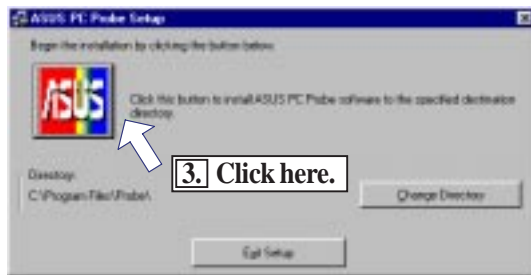 ASUS PC Probe Setup
Begin the installation by clicking the button below.
ASUS
Click this button to install ASUS PC Probe software to the specified destination
directory.
3. Click here.
Directory:
C:\Program Files\Probe\
Change Directory
Exit Setup